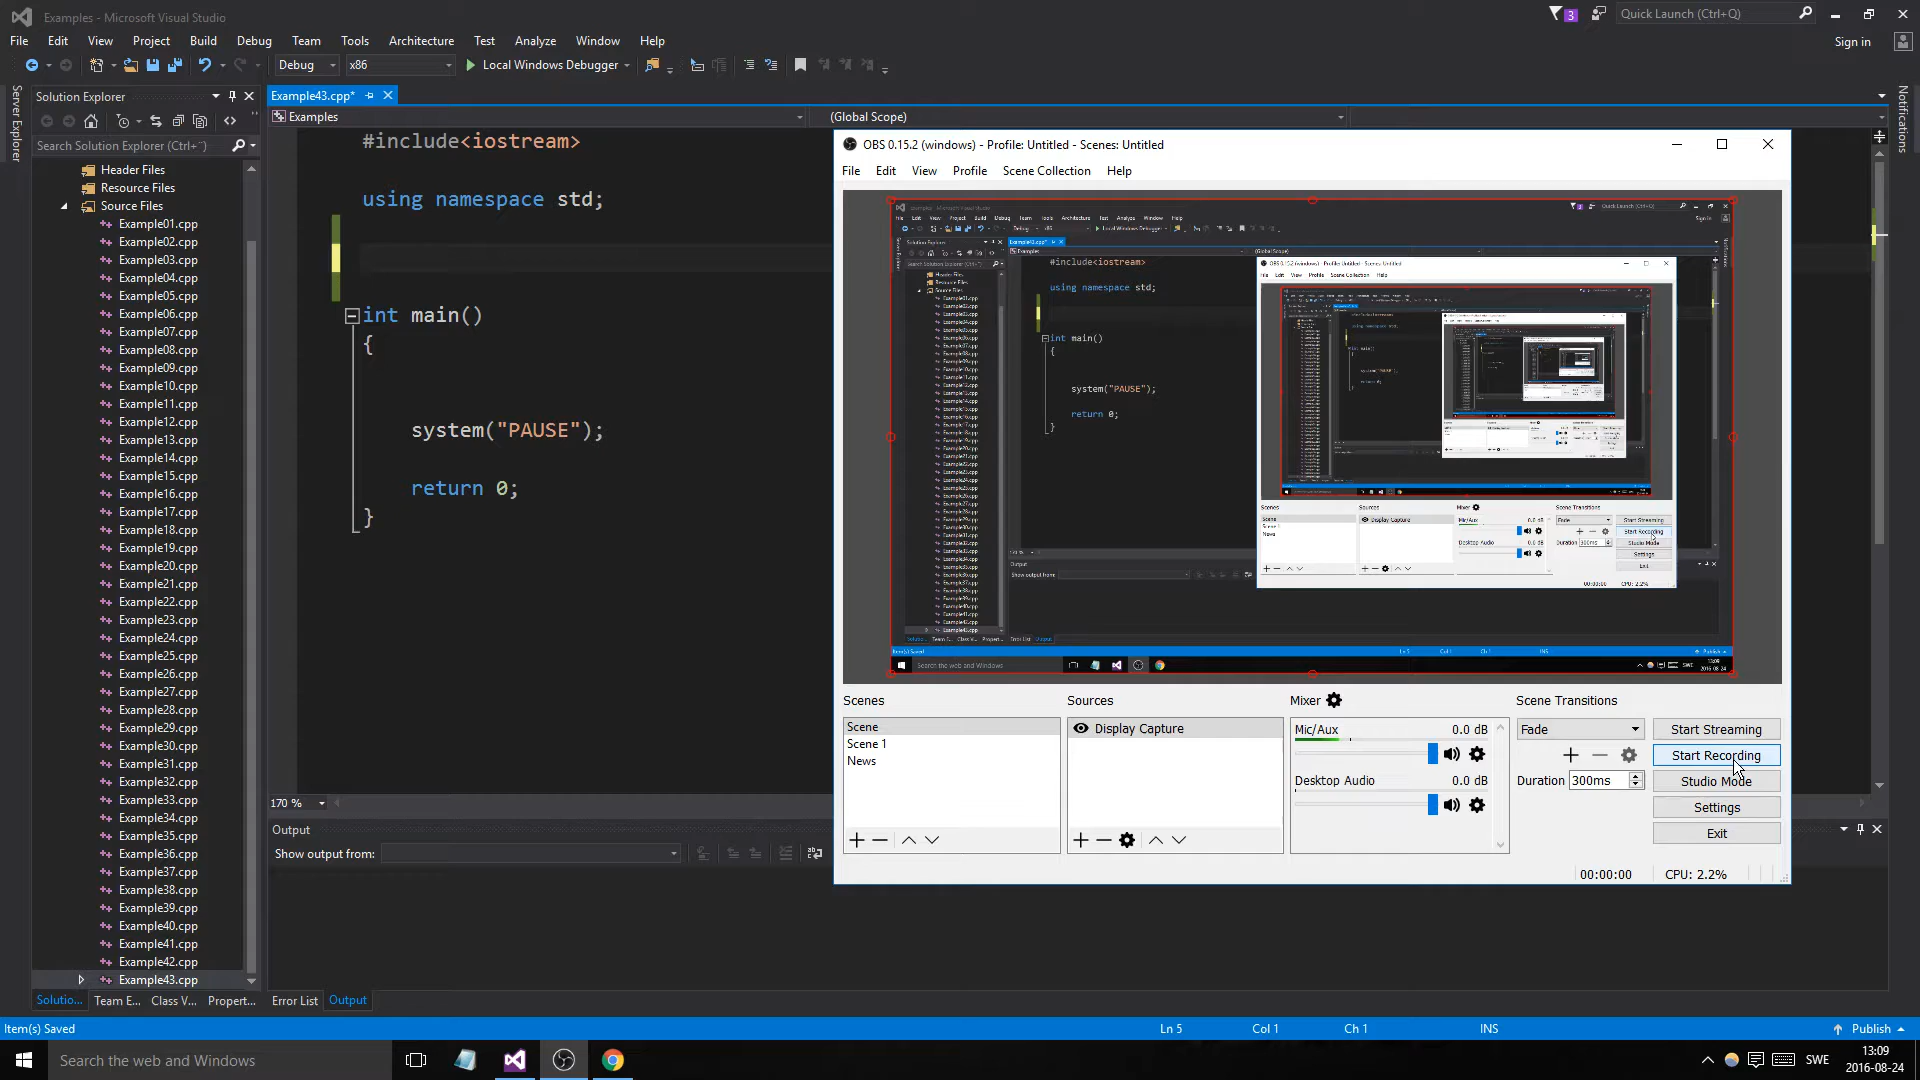 Examples - Microsoft Visual Studio
3
Quick Launch (Ctrl+Q)
File Edit View Project Build Debug Team Tools Architecture Test Analyze Window Help
Sign in
Debug x86 Local Windows Debugger
Server Explorer
Solution Explorer
Search Solution Explorer (Ctrl+¨)
Header Files
Resource Files
Source Files
Example01.cpp
Example02.cpp
Example03.cpp
Example04.cpp
Example05.cpp
Example06.cpp
Example07.cpp
Example08.cpp
Example09.cpp
Example10.cpp
Example11.cpp
Example12.cpp
Example13.cpp
Example14.cpp
Example15.cpp
Example16.cpp
Example17.cpp
Example18.cpp
Example19.cpp
Example20.cpp
Example21.cpp
Example22.cpp
Example23.cpp
Example24.cpp
Example25.cpp
Example26.cpp
Example27.cpp
Example28.cpp
Example29.cpp
Example30.cpp
Example31.cpp
Example32.cpp
Example33.cpp
Example34.cpp
Example35.cpp
Example36.cpp
Example37.cpp
Example38.cpp
Example39.cpp
Example40.cpp
Example41.cpp
Example42.cpp
Example43.cpp
Solutio... Team E... Class V... Propert...
Example43.cpp*
Examples
(Global Scope)
#include<iostream>
using namespace std;
int main()
{
system("PAUSE");
return 0;
}
170 %
Output
Show output from:
Error List Output
Notifications
OBS 0.15.2 (windows) - Profile: Untitled - Scenes: Untitled
File Edit View Profile Scene Collection Help
#include<iostream>
using namespace std;
int main()
{
system("PAUSE");
return 0;
}
Scenes
Scene
Scene 1
News
Sources
Display Capture
Mixer
Mic/Aux 0.0 dB
Desktop Audio 0.0 dB
Scene Transitions
Fade
Duration 300ms
Start Streaming
Start Recording
Studio Mode
Settings
Exit
00:00:00 CPU: 2.2%
Item(s) Saved
Ln 5 Col 1 Ch 1 INS
Publish
Search the web and Windows
SWE
13:09
2016-08-24